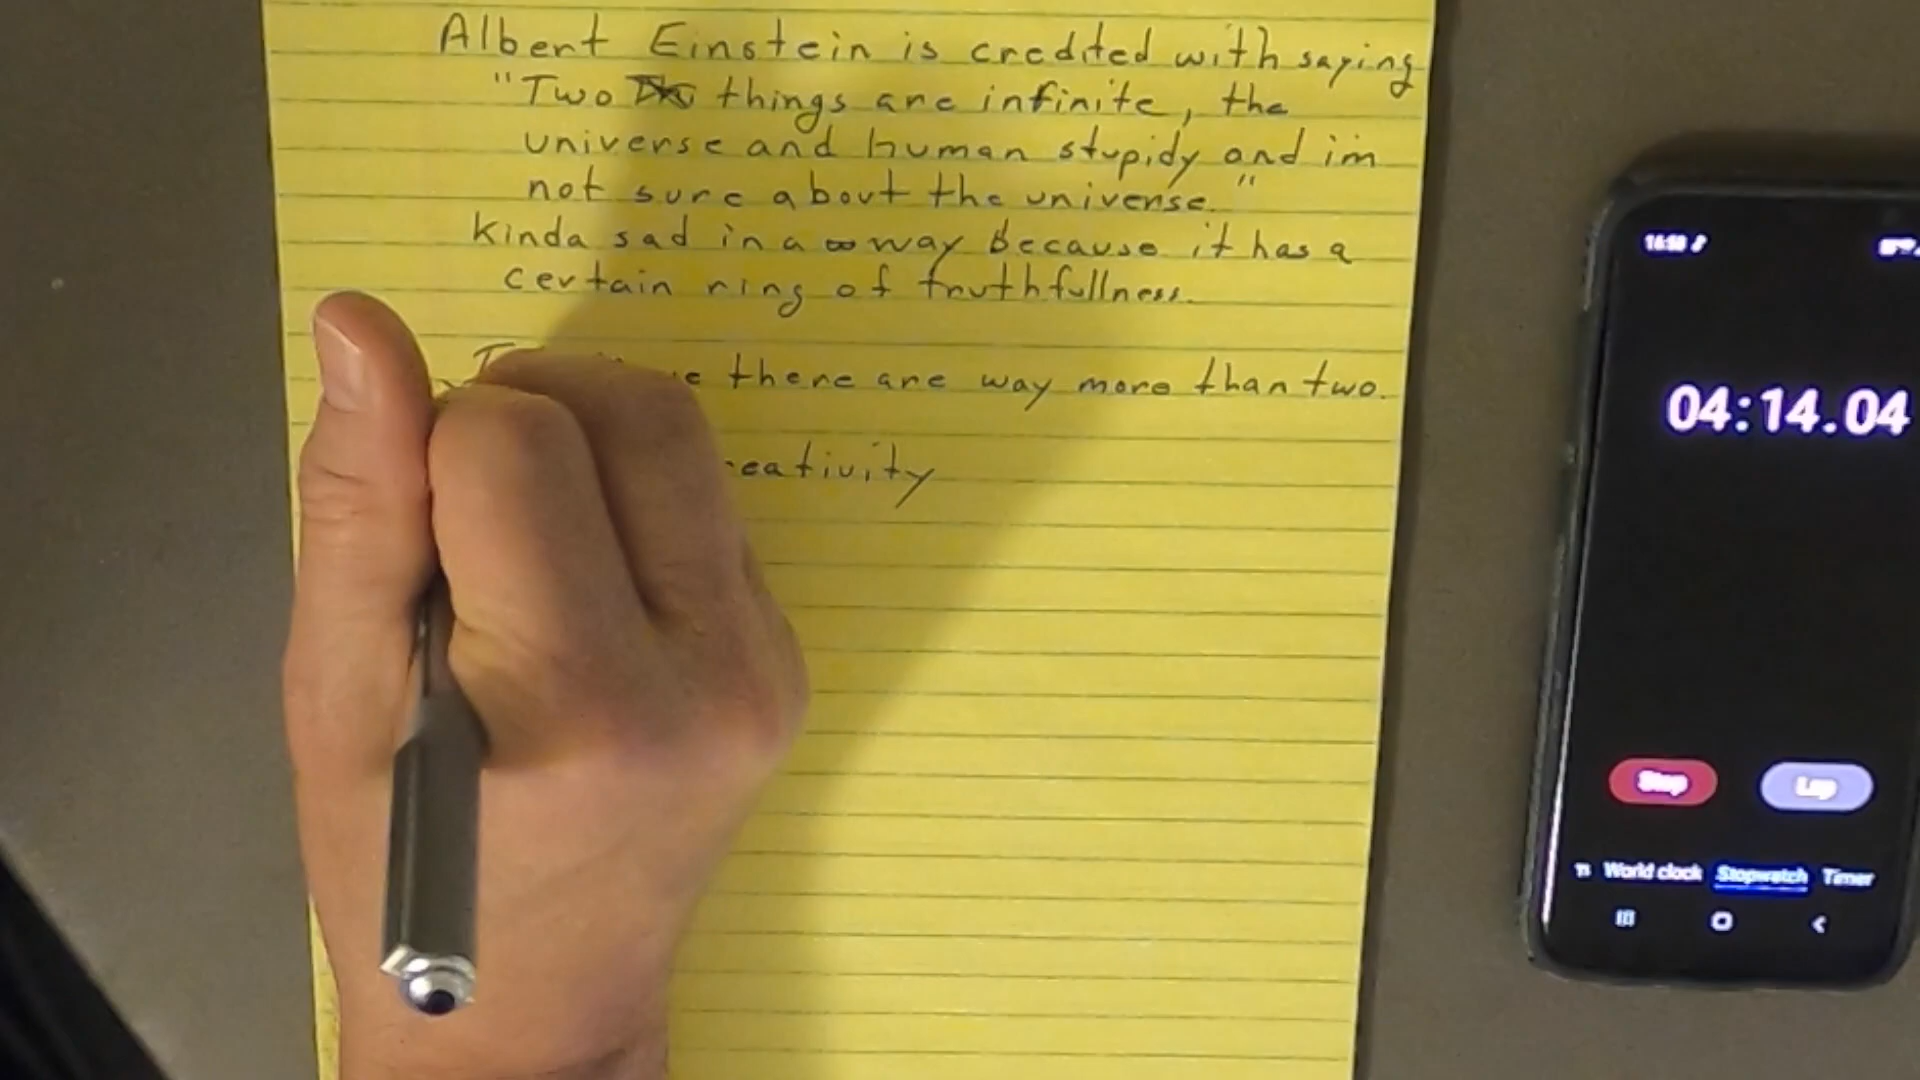 Albert Einstein is credited with saying
"Two things are infinite, the
universe and human stupidy and im
not sure about the universe."
Kinda sad in a way because it has a
certain ring of truthfullness.
there are way more than two.
eativity
16:58
04:14.04
Stop Lap
World clock Stopwatch Timer